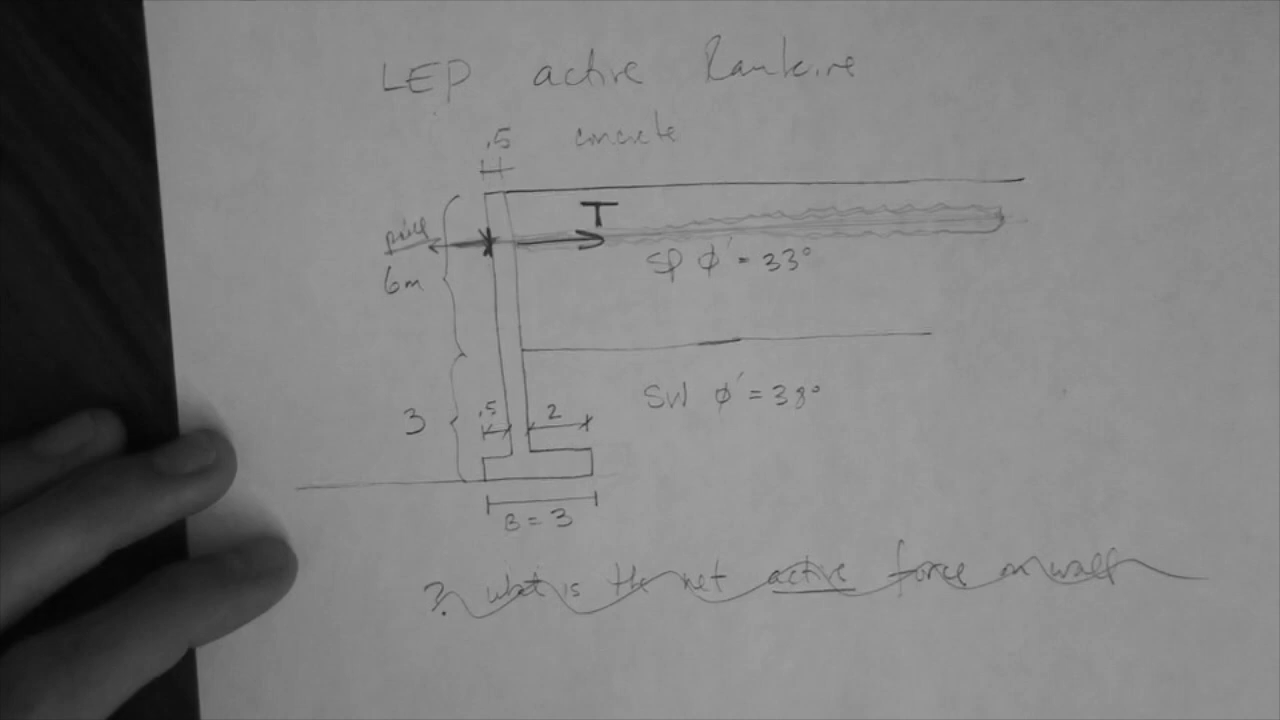 LEP active Rankine
.5 concrete
T
6m
SP φ' = 33°
SW φ' = 38°
3 .5 2
B = 3
? what is the net active force on wall